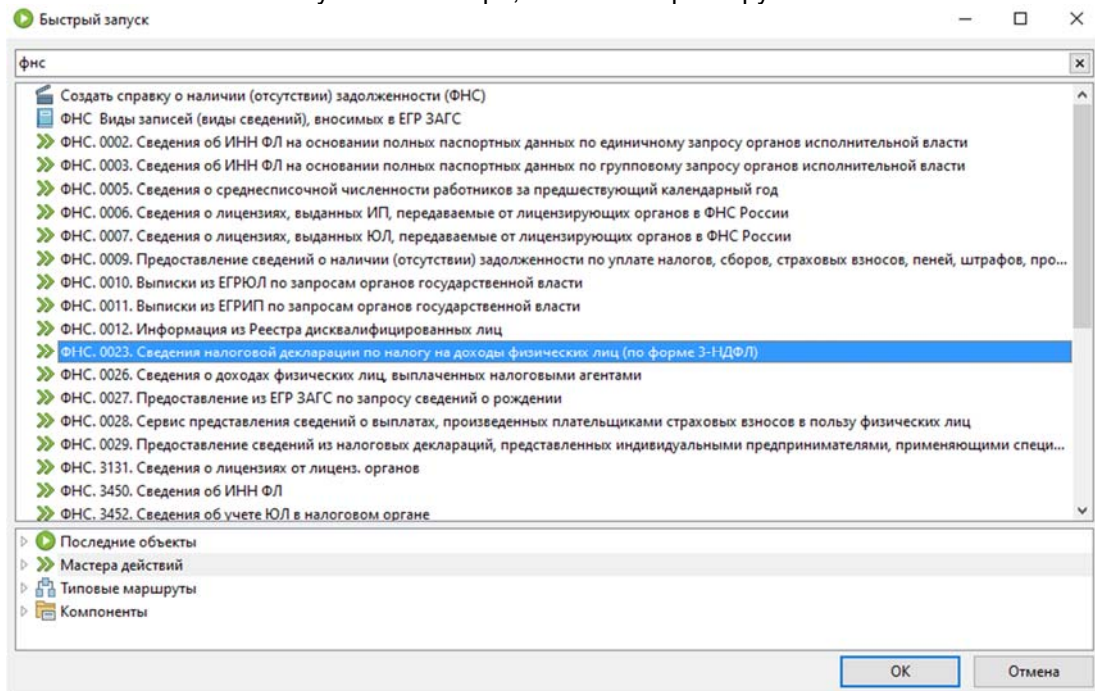 Быстрый запуск
фнс
Создать справку о наличии (отсутствии) задолженности (ФНС)
ФНС Виды записей (виды сведений), вносимых в ЕГР ЗАГС
ФНС. 0002. Сведения об ИНН ФЛ на основании полных паспортных данных по единичному запросу органов исполнительной власти
ФНС. 0003. Сведения об ИНН ФЛ на основании полных паспортных данных по групповому запросу органов исполнительной власти
ФНС. 0005. Сведения о среднесписочной численности работников за предшествующий календарный год
ФНС. 0006. Сведения о лицензиях, выданных ИП, передаваемые от лицензирующих органов в ФНС России
ФНС. 0007. Сведения о лицензиях, выданных ЮЛ, передаваемые от лицензирующих органов в ФНС России
ФНС. 0009. Предоставление сведений о наличии (отсутствии) задолженности по уплате налогов, сборов, страховых взносов, пеней, штрафов, про...
ФНС. 0010. Выписки из ЕГРЮЛ по запросам органов государственной власти
ФНС. 0011. Выписки из ЕГРИП по запросам органов государственной власти
ФНС. 0012. Информация из Реестра дисквалифицированных лиц
ФНС. 0023. Сведения налоговой декларации по налогу на доходы физических лиц (по форме 3-НДФЛ)
ФНС. 0026. Сведения о доходах физических лиц, выплаченных налоговыми агентами
ФНС. 0027. Предоставление из ЕГР ЗАГС по запросу сведений о рождении
ФНС. 0028. Сервис представления сведений о выплатах, произведенных плательщиками страховых взносов в пользу физических лиц
ФНС. 0029. Предоставление сведений из налоговых деклараций, представленных индивидуальными предпринимателями, применяющими специ...
ФНС. 3131. Сведения о лицензиях от лиценз. органов
ФНС. 3450. Сведения об ИНН ФЛ
ФНС. 3452. Сведения об учете ЮЛ в налоговом органе
Последние объекты
Мастера действий
Типовые маршруты
Компоненты
ОК Отмена